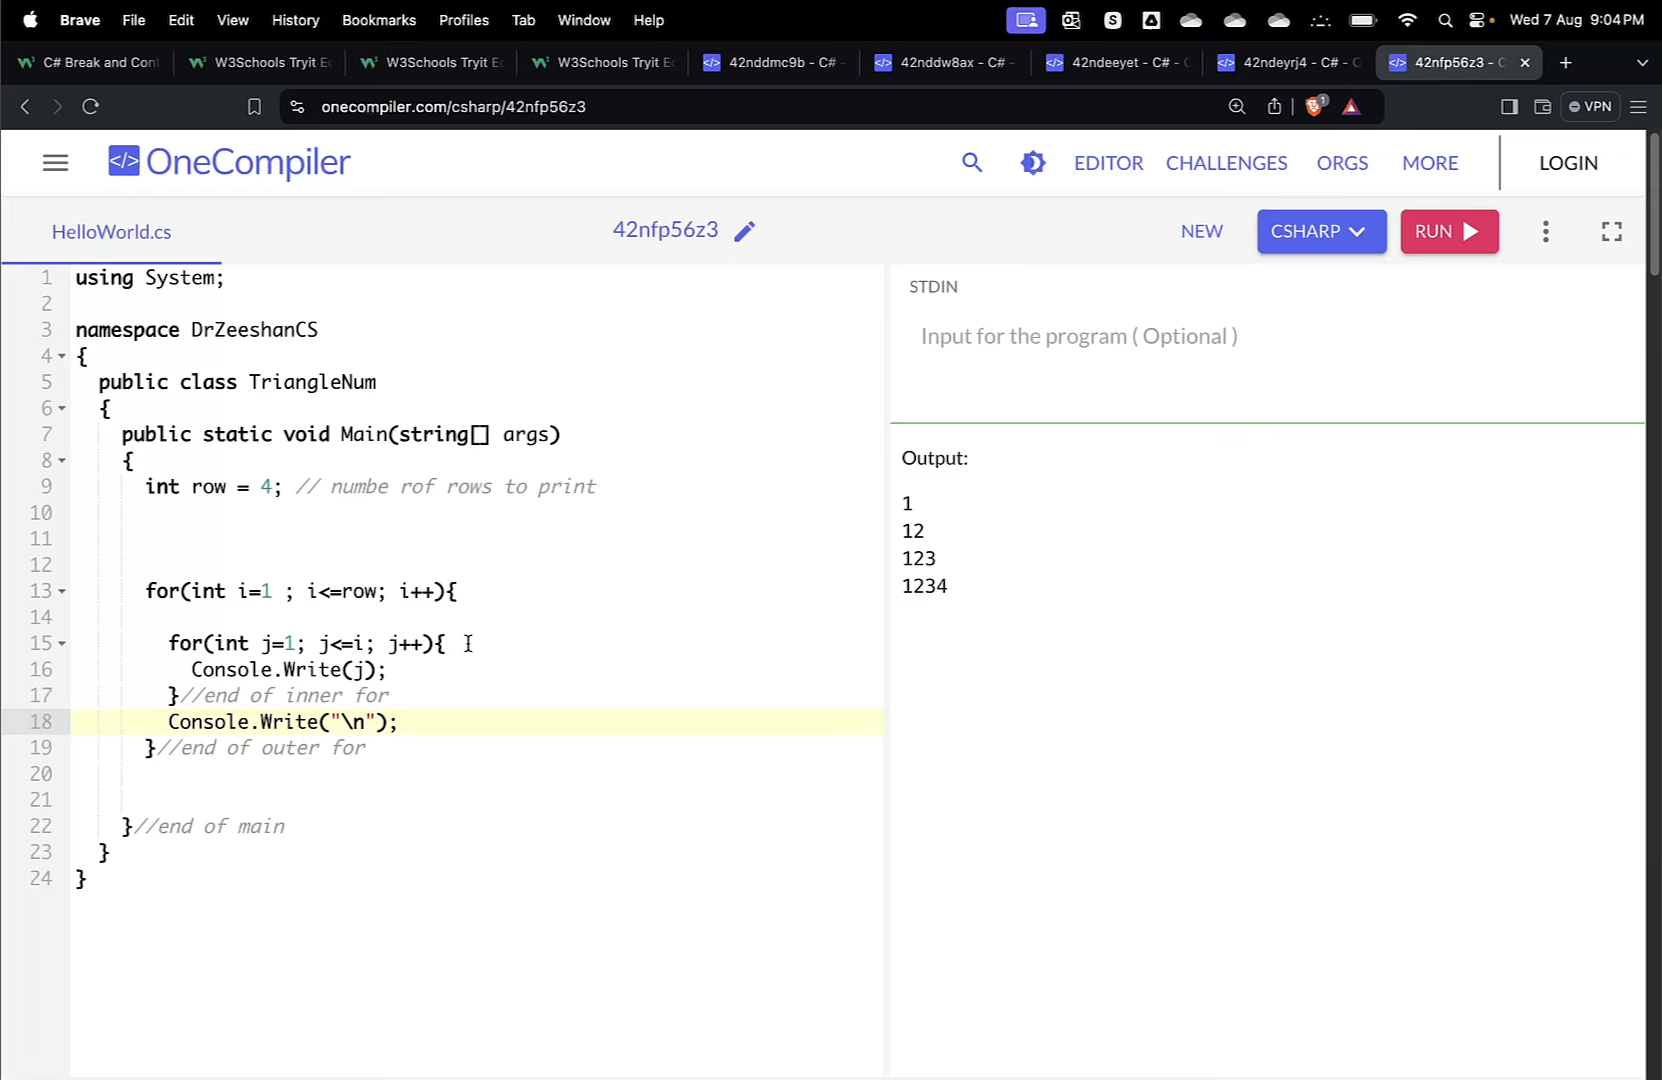 Brave File Edit View History Bookmarks Profiles Tab Window Help Wed 7 Aug 9:04 PM
C# Break and Cont W3Schools Tryit Ec W3Schools Tryit Ec W3Schools Tryit Ec 42nddmc9b - C# - 42nddw8ax - C# - 42ndeeyet - C# - 42ndeyrj4 - C# - O 42nfp56z3 - C
onecompiler.com/csharp/42nfp56z3 1 VPN
</> OneCompiler EDITOR CHALLENGES ORGS MORE LOGIN
HelloWorld.cs 42nfp56z3 NEW CSHARP RUN
1 using System;
2
3 namespace DrZeeshanCS
4 {
5 public class TriangleNum
6 {
7 public static void Main(string[] args)
8 {
9 int row = 4; // numbe rof rows to print
10
11
12
13 for(int i=1 ; i<=row; i++){
14
15 for(int j=1; j<=i; j++){
16 Console.Write(j);
17 }//end of inner for
18 Console.Write("\n");
19 }//end of outer for
20
21
22 }//end of main
23 }
24 }
STDIN
Input for the program ( Optional )
Output:
1
12
123
1234